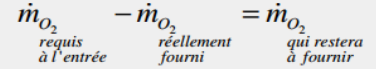 ṁO₂ − ṁO₂ = ṁO₂
requis réellement qui restera
à l'entrée fourni à fournir